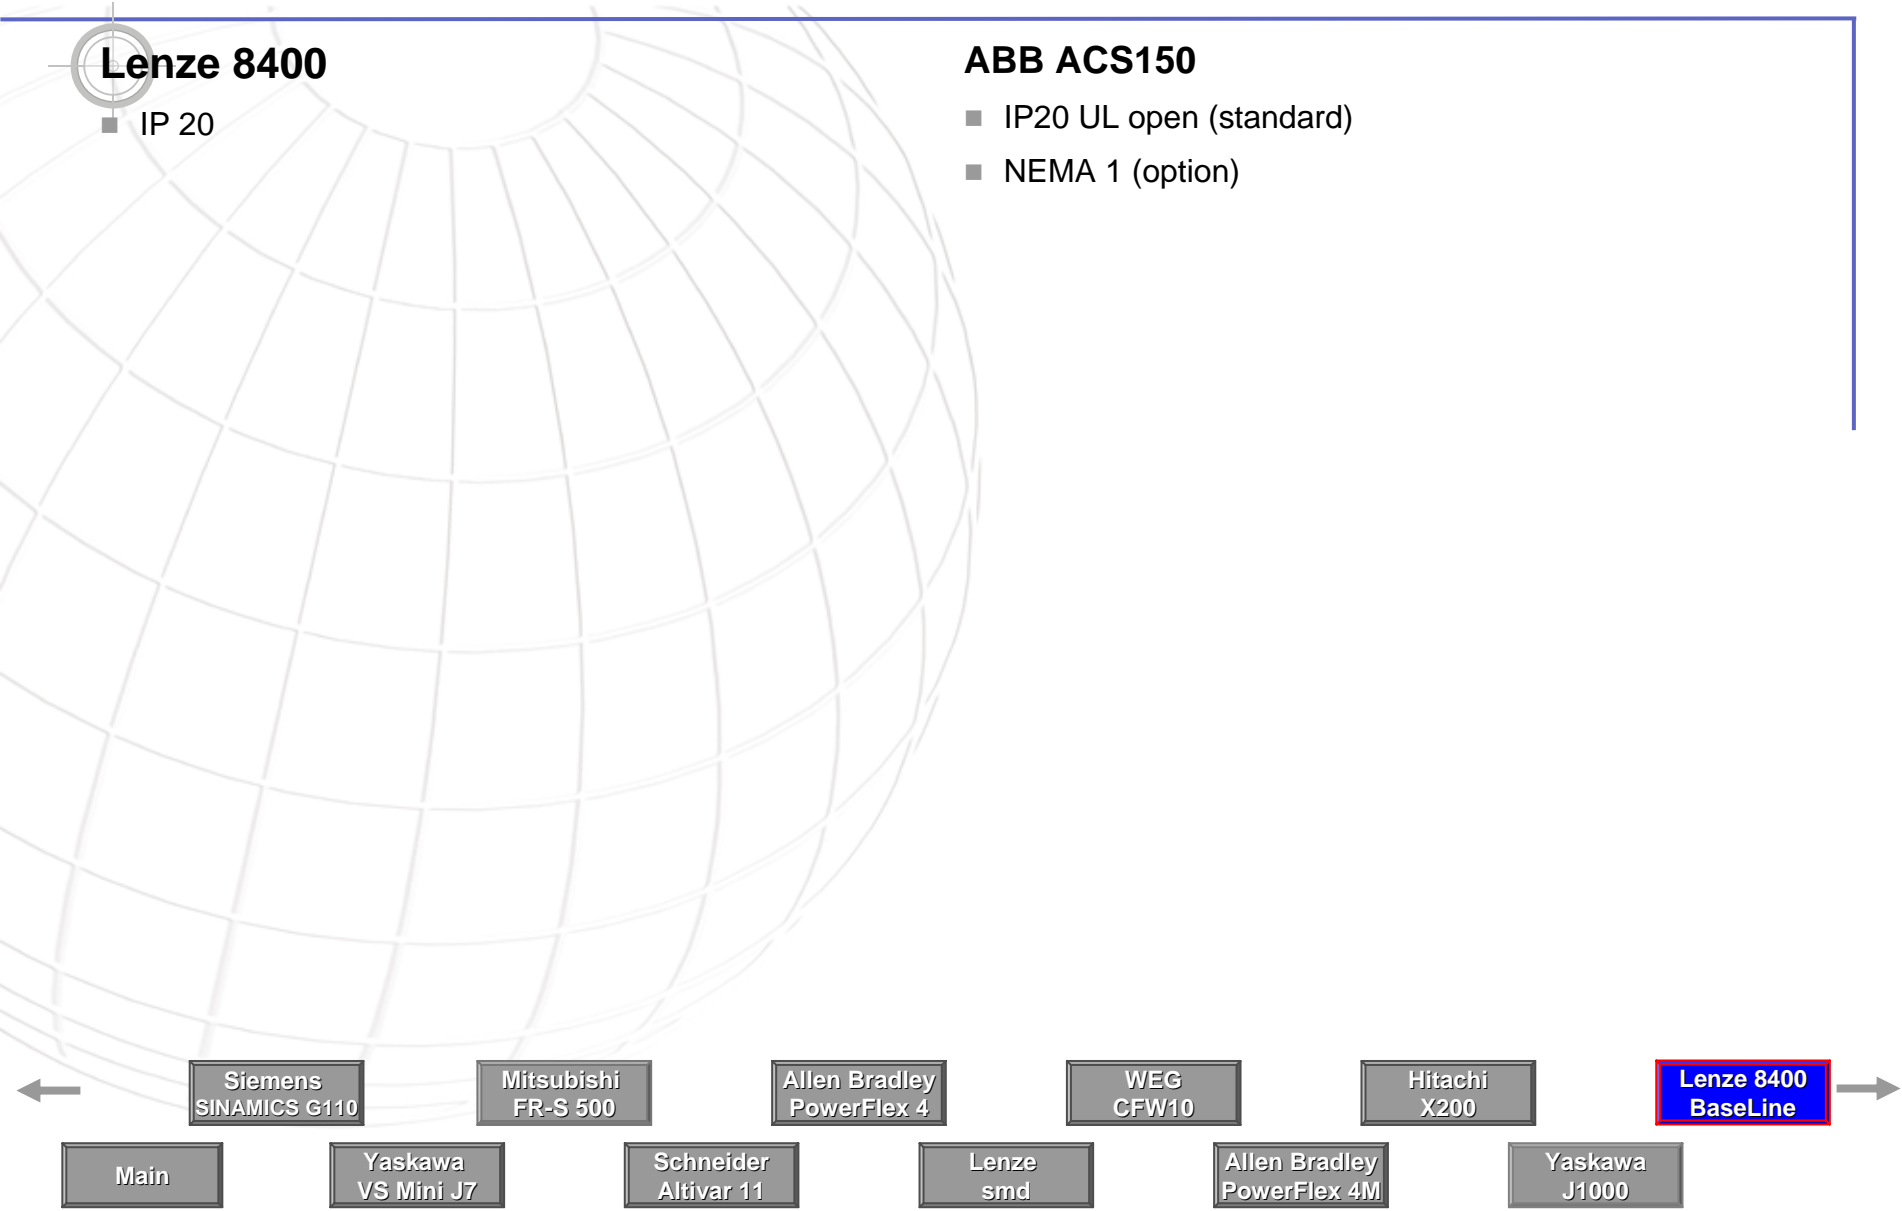 Lenze 8400
IP 20
ABB ACS150
IP20 UL open (standard)
NEMA 1 (option)
Siemens
SINAMICS G110
Mitsubishi
FR-S 500
Allen Bradley
PowerFlex 4
WEG
CFW10
Hitachi
X200
Lenze 8400
BaseLine
Main
Yaskawa
VS Mini J7
Schneider
Altivar 11
Lenze
smd
Allen Bradley
PowerFlex 4M
Yaskawa
J1000